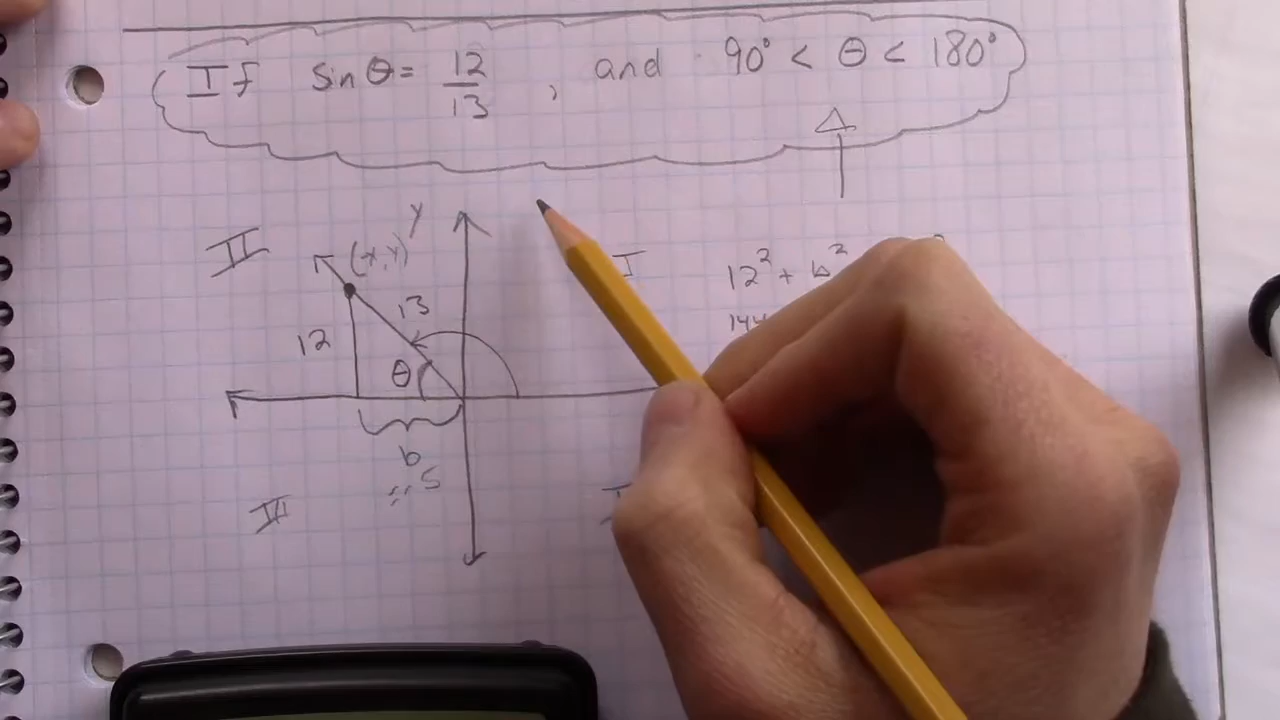 If sin θ = 12/13, and 90° < θ < 180°
y
II
(x,y)
I
12² + b²
13
144
12
θ
b
5
III